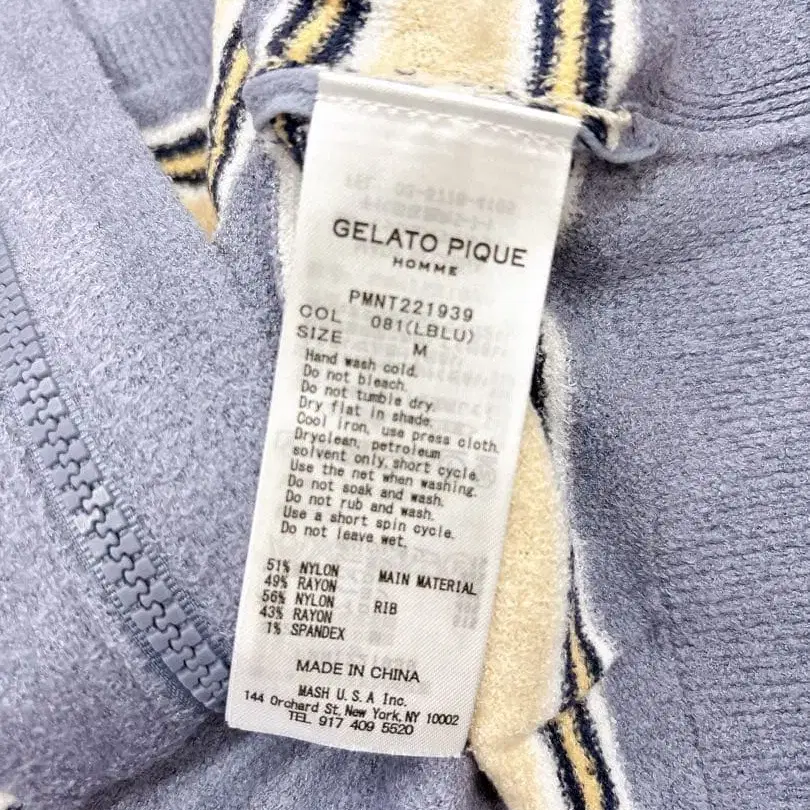 GELATO PIQUE
HOMME
PMNT221939
COL 081(LBLU)
SIZE M
Hand wash cold.
Do not bleach.
Do not tumble dry.
Dry flat in shade.
Cool iron, use press cloth.
Dryclean, petroleum
solvent only, short cycle.
Use the net when washing.
Do not soak and wash.
Do not rub and wash.
Use a short spin cycle.
Do not leave wet.
51% NYLON MAIN MATERIAL
49% RAYON
56% NYLON RIB
43% RAYON
1% SPANDEX
MADE IN CHINA
MASH U.S.A Inc.
144 Orchard St, New York, NY 10002
TEL 917 409 5520